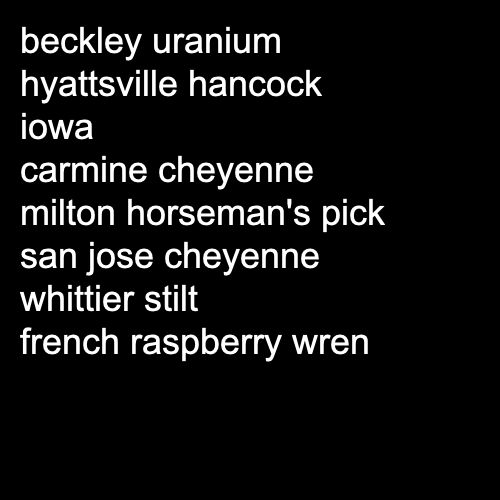 beckley uranium
hyattsville hancock
iowa
carmine cheyenne
milton horseman's pick
san jose cheyenne
whittier stilt
french raspberry wren